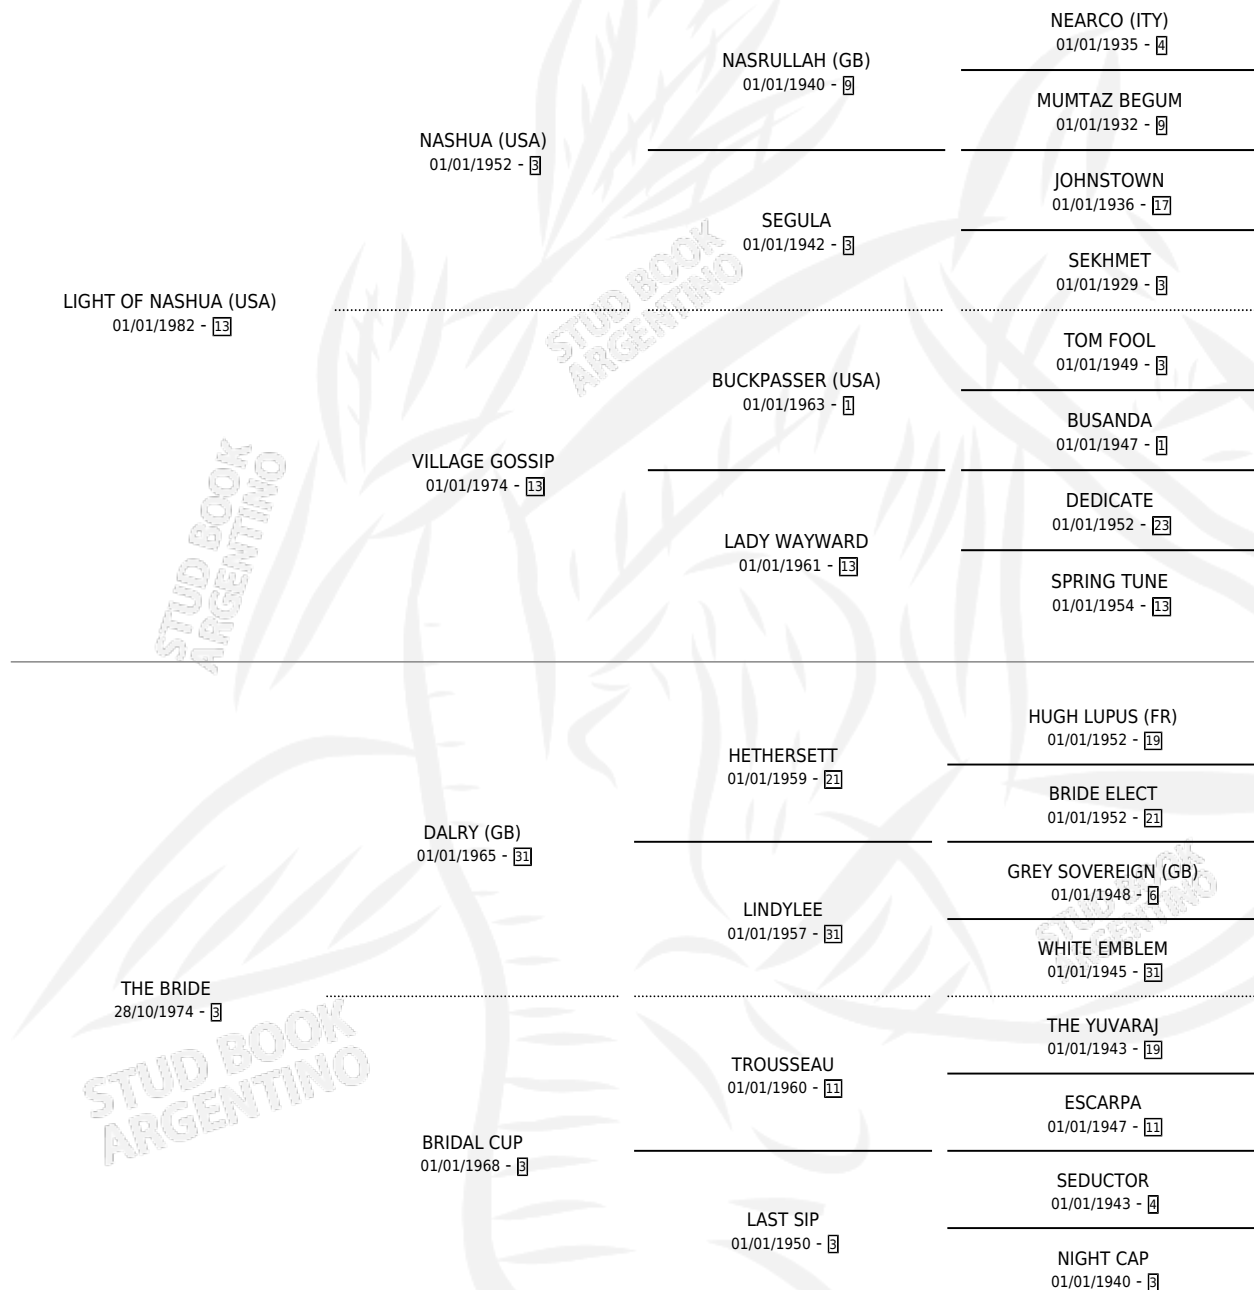 NEARCO (ITY)
01/01/1935 - 4
NASRULLAH (GB)
01/01/1940 - 9
MUMTAZ BEGUM
01/01/1932 - 9
NASHUA (USA)
01/01/1952 - 3
JOHNSTOWN
01/01/1936 - 17
SEGULA
01/01/1942 - 3
SEKHMET
01/01/1929 - 3
LIGHT OF NASHUA (USA)
01/01/1982 - 13
TOM FOOL
01/01/1949 - 3
BUCKPASSER (USA)
01/01/1963 - 1
BUSANDA
01/01/1947 - 1
VILLAGE GOSSIP
01/01/1974 - 13
DEDICATE
01/01/1952 - 23
LADY WAYWARD
01/01/1961 - 13
SPRING TUNE
01/01/1954 - 13
HUGH LUPUS (FR)
01/01/1952 - 19
HETHERSETT
01/01/1959 - 21
BRIDE ELECT
01/01/1952 - 21
DALRY (GB)
01/01/1965 - 31
GREY SOVEREIGN (GB)
01/01/1948 - 6
LINDYLEE
01/01/1957 - 31
WHITE EMBLEM
01/01/1945 - 31
THE BRIDE
28/10/1974 - 3
THE YUVARAJ
01/01/1943 - 19
TROUSSEAU
01/01/1960 - 11
ESCARPA
01/01/1947 - 11
BRIDAL CUP
01/01/1968 - 3
SEDUCTOR
01/01/1943 - 4
LAST SIP
01/01/1950 - 3
NIGHT CAP
01/01/1940 - 3
STUD BOOK
ARGENTINO
STUD BOOK
ARGENTINO
STUD BOOK
ARGENTINO
STUD BOOK
ARGENTINO